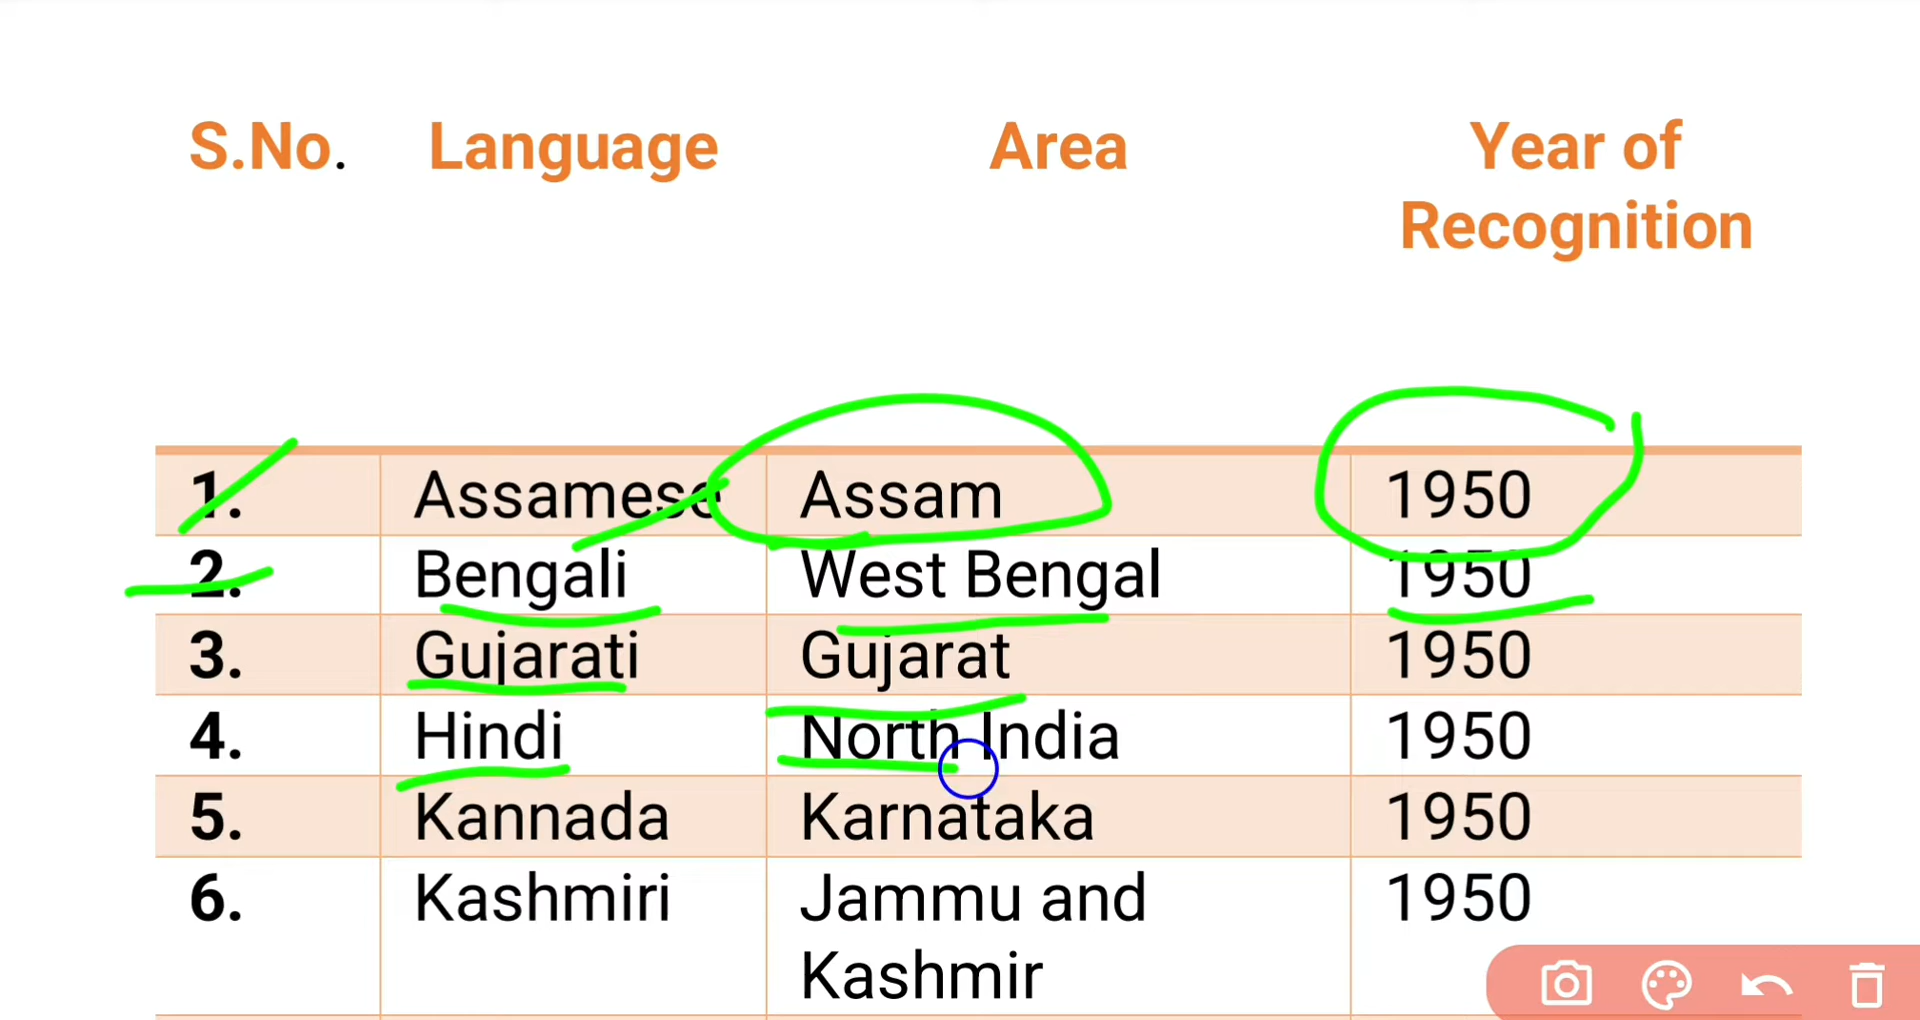 S.No. Language Area Year of
Recognition
1. Assamese Assam 1950
2. Bengali West Bengal 1950
3. Gujarati Gujarat 1950
4. Hindi North India 1950
5. Kannada Karnataka 1950
6. Kashmiri Jammu and 1950
Kashmir